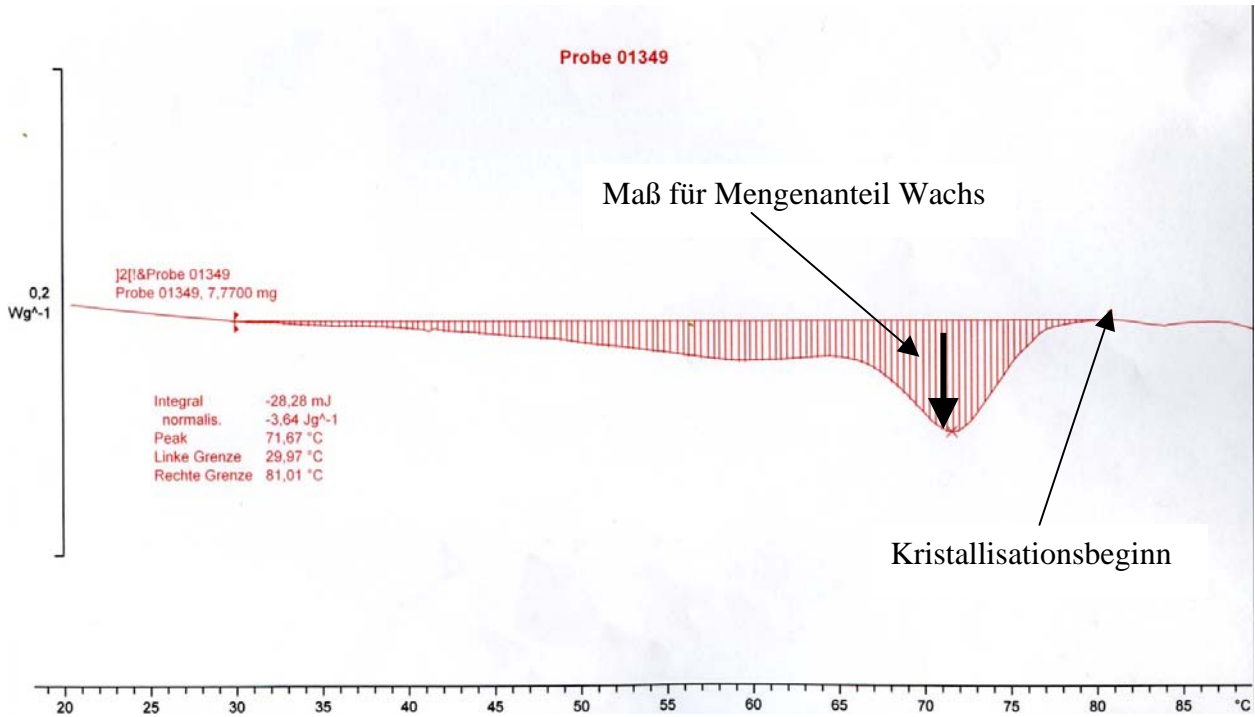 Probe 01349
Maß für Mengenanteil Wachs
]2[!&Probe 01349
Probe 01349, 7,7700 mg
0,2
Wg^-1
Integral -28,28 mJ
normalis. -3,64 Jg^-1
Peak 71,67 °C
Linke Grenze 29,97 °C
Rechte Grenze 81,01 °C
Kristallisationsbeginn
20 25 30 35 40 45 50 55 60 65 70 75 80 85 °C